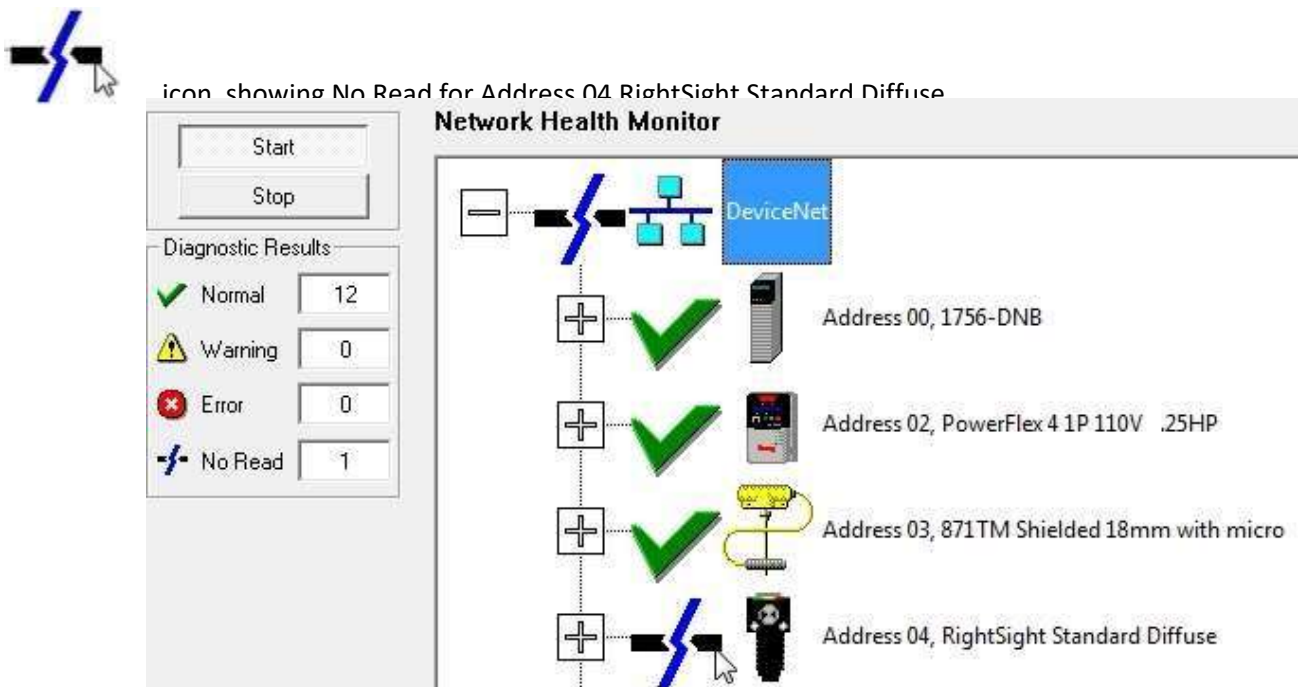 icon, showing No Read for Address 04 RightSight Standard Diffuse
Network Health Monitor
Start
Stop
Diagnostic Results
Normal 12
Warning 0
Error 0
No Read 1
DeviceNet
Address 00, 1756-DNB
Address 02, PowerFlex 4 1P 110V .25HP
Address 03, 871TM Shielded 18mm with micro
Address 04, RightSight Standard Diffuse